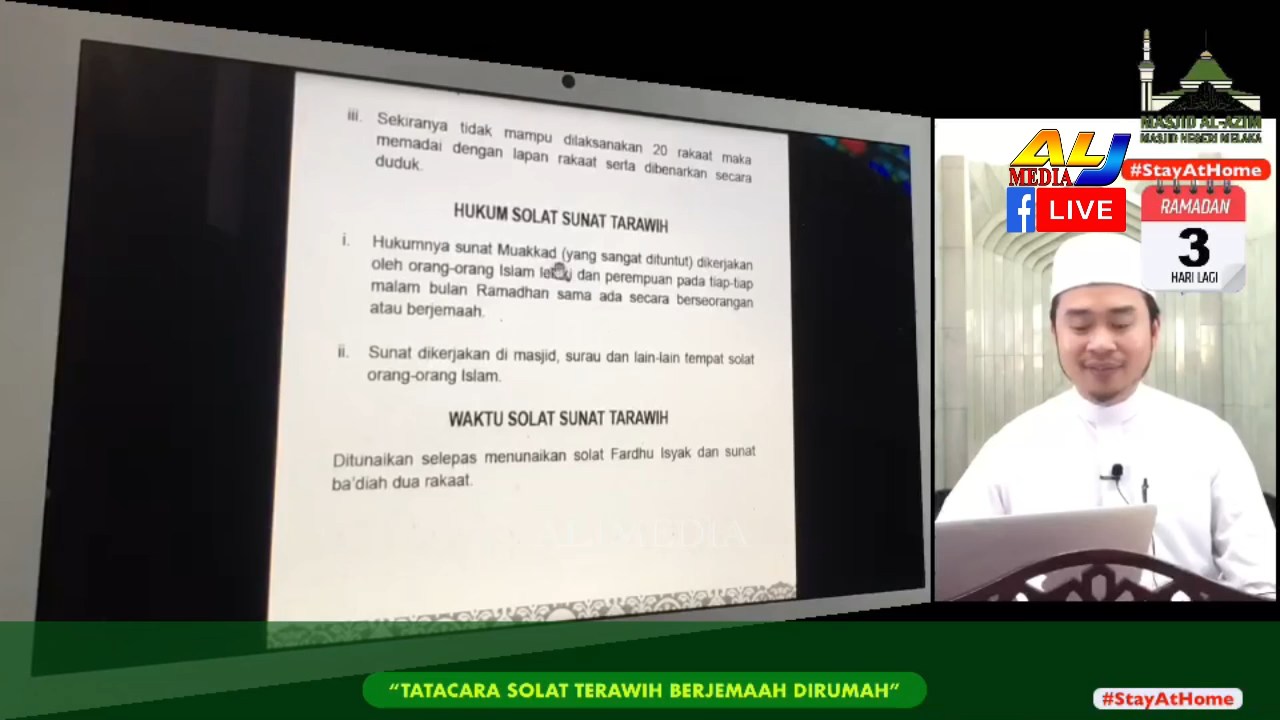 iii. Sekiranya tidak mampu dilaksanakan 20 rakaat maka
memadai dengan lapan rakaat serta dibenarkan secara
duduk.
HUKUM SOLAT SUNAT TARAWIH
i. Hukumnya sunat Muakkad (yang sangat dituntut) dikerjakan
oleh orang-orang Islam dan perempuan pada tiap-tiap
malam bulan Ramadhan sama ada secara berseorangan
atau berjemaah.
ii. Sunat dikerjakan di masjid, surau dan lain-lain tempat solat
orang-orang Islam.
WAKTU SOLAT SUNAT TARAWIH
Ditunaikan selepas menunaikan solat Fardhu Isyak dan sunat
ba'diah dua rakaat.
MASJID AL-AZIM
MASJID NEGERI MELAKA
ALJ
MEDIA
#StayAtHome
f LIVE
RAMADAN
3
HARI LAGI
"TATACARA SOLAT TERAWIH BERJEMAAH DIRUMAH"
#StayAtHome